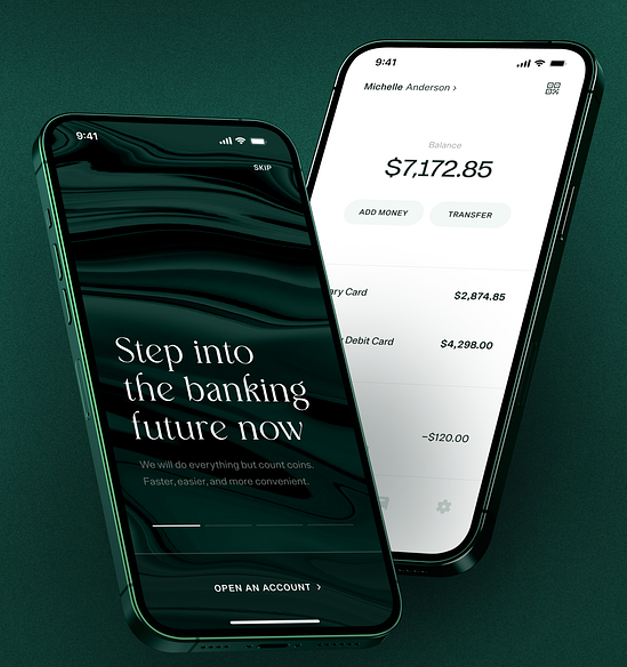 9:41
SKIP
Step into
the banking
future now
We will do everything but count coins.
Faster, easier, and more convenient.
OPEN AN ACCOUNT ›
9:41
Michelle Anderson ›
Balance
$7,172.85
ADD MONEY
TRANSFER
Card
$2,874.85
Debit Card
$4,298.00
−$120.00